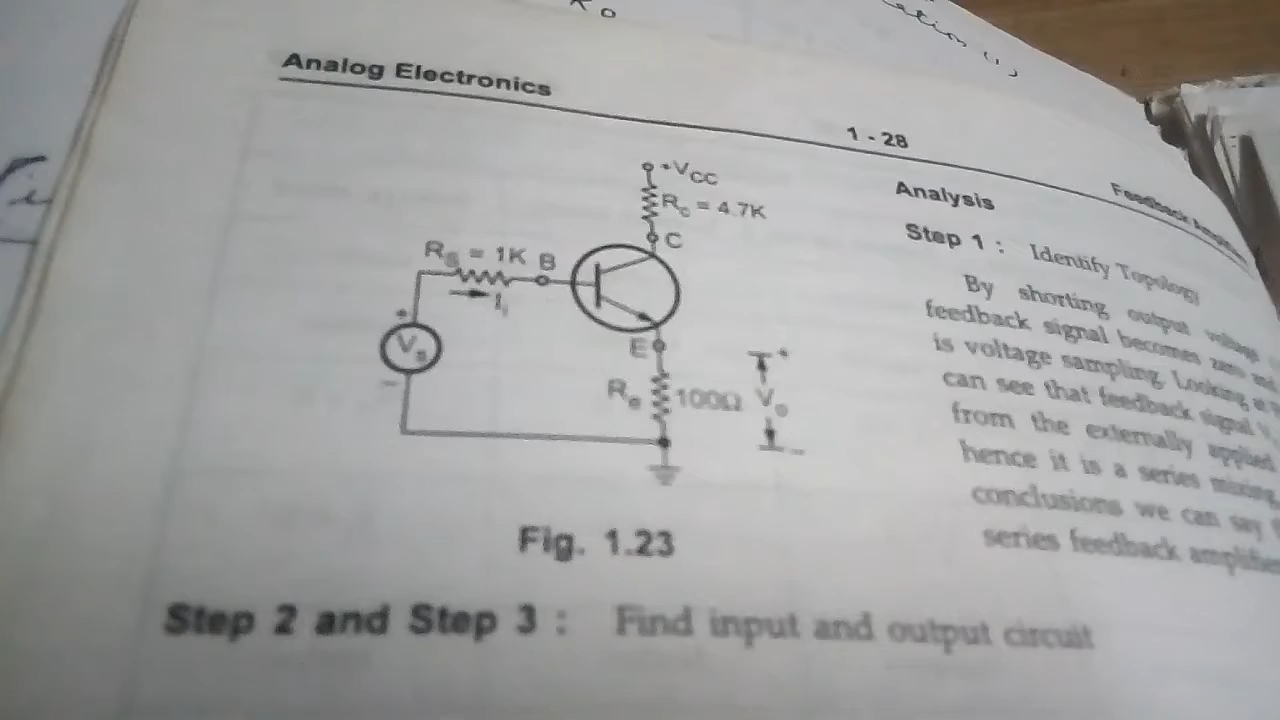 Analog Electronics
1 - 28
+VCC
Rc = 4.7K
C
RS = 1K B
Ii
Vs
+
-
E
Re 100Ω
+
Vo
-
Fig. 1.23
Analysis
Step 1 : Identify Topology
By shorting output voltage
feedback signal becomes zero and
is voltage sampling. Looking at
can see that feedback signal
from the externally applied
hence it is a series mixing.
conclusions we can say
series feedback amplifier
Step 2 and Step 3 : Find input and output circuit